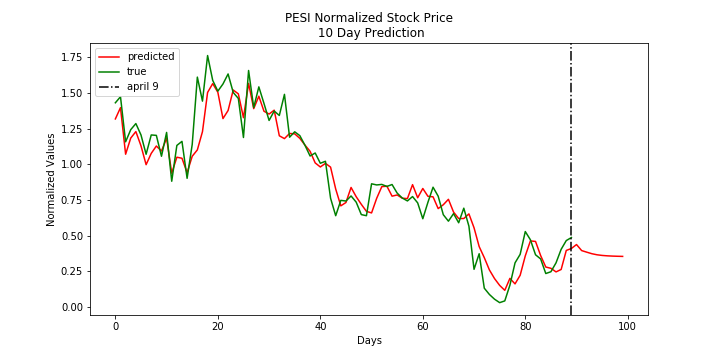 PESI Normalized Stock Price
10 Day Prediction
predicted
true
april 9
Normalized Values
1.75
1.50
1.25
1.00
0.75
0.50
0.25
0.00
0
20
40
60
80
100
Days